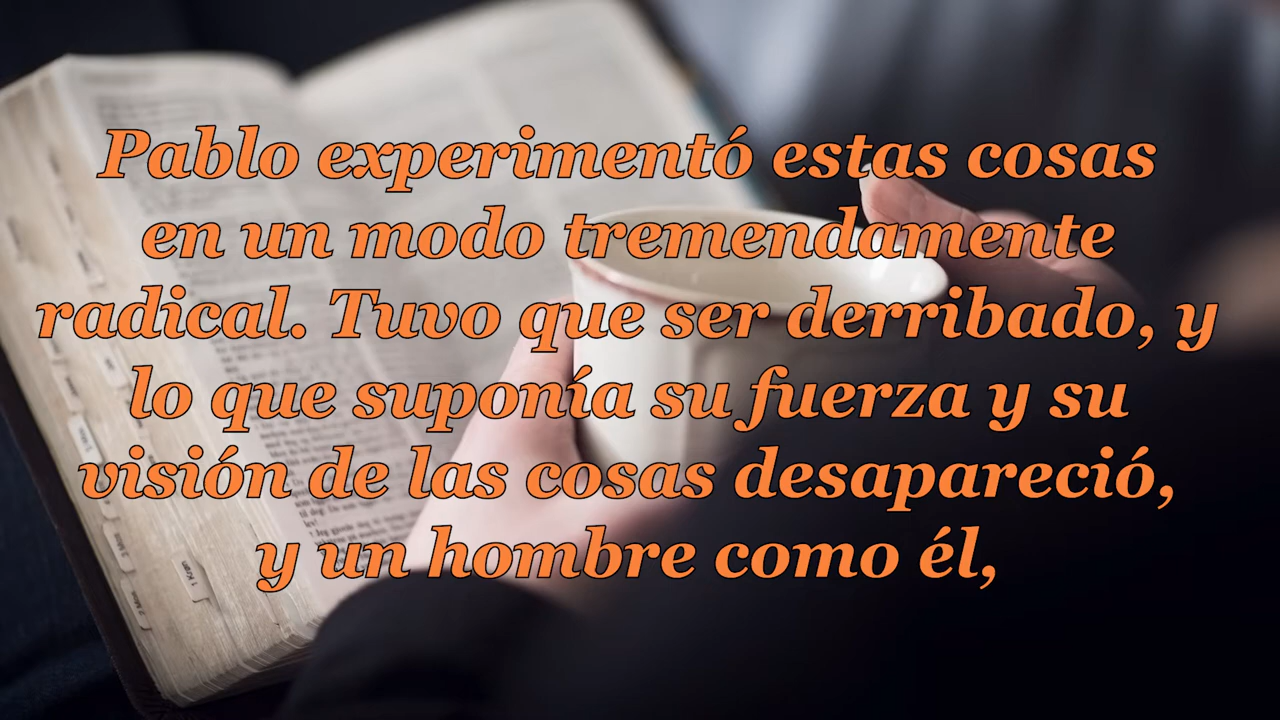 Pablo experimentó estas cosas
en un modo tremendamente
radical. Tuvo que ser derribado, y
lo que suponía su fuerza y su
visión de las cosas desapareció,
y un hombre como él,